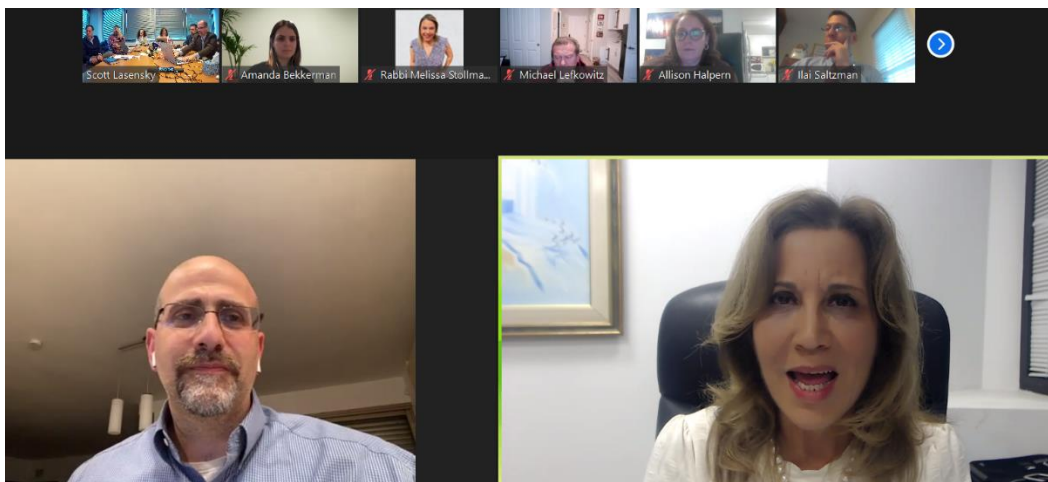 Scott Lasensky
Amanda Bekkerman
Rabbi Melissa Stollma...
Michael Lefkowitz
Allison Halpern
Ilai Saltzman